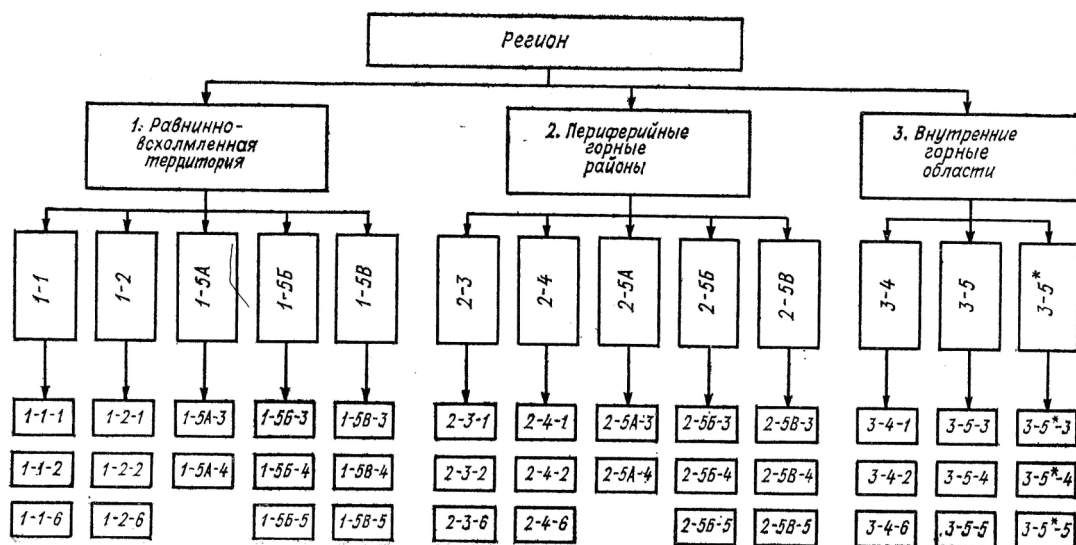 Регион
1. Равнинно-
всхолмленная
территория
2. Периферийные
горные
районы
3. Внутренние
горные
области
1-1
1-2
1-5А
1-5Б
1-5В
2-3
2-4
2-5А
2-5Б
2-5В
3-4
3-5
3-5*
1-1-1
1-2-1
1-5А-3
1-5Б-3
1-5В-3
2-3-1
2-4-1
2-5А-3
2-5Б-3
2-5В-3
3-4-1
3-5-3
3-5*-3
1-1-2
1-2-2
1-5А-4
1-5Б-4
1-5В-4
2-3-2
2-4-2
2-5А-4
2-5Б-4
2-5В-4
3-4-2
3-5-4
3-5*-4
1-1-6
1-2-6
1-5Б-5
1-5В-5
2-3-6
2-4-6
2-5Б-5
2-5В-5
3-4-6
3-5-5
3-5*-5